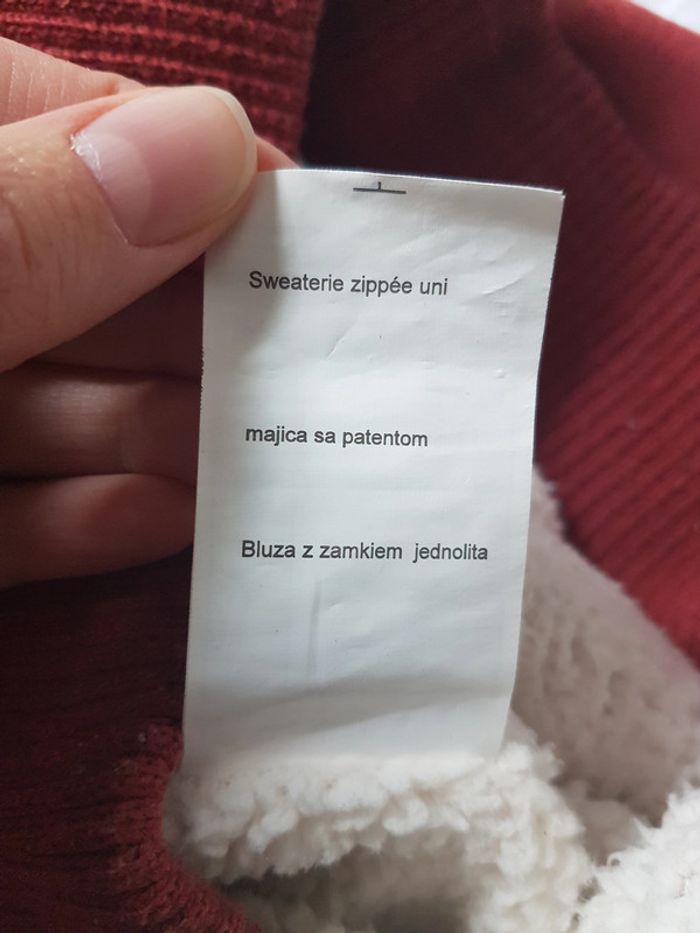 Sweaterie zippée uni
majica sa patentom
Bluza z zamkiem jednolita